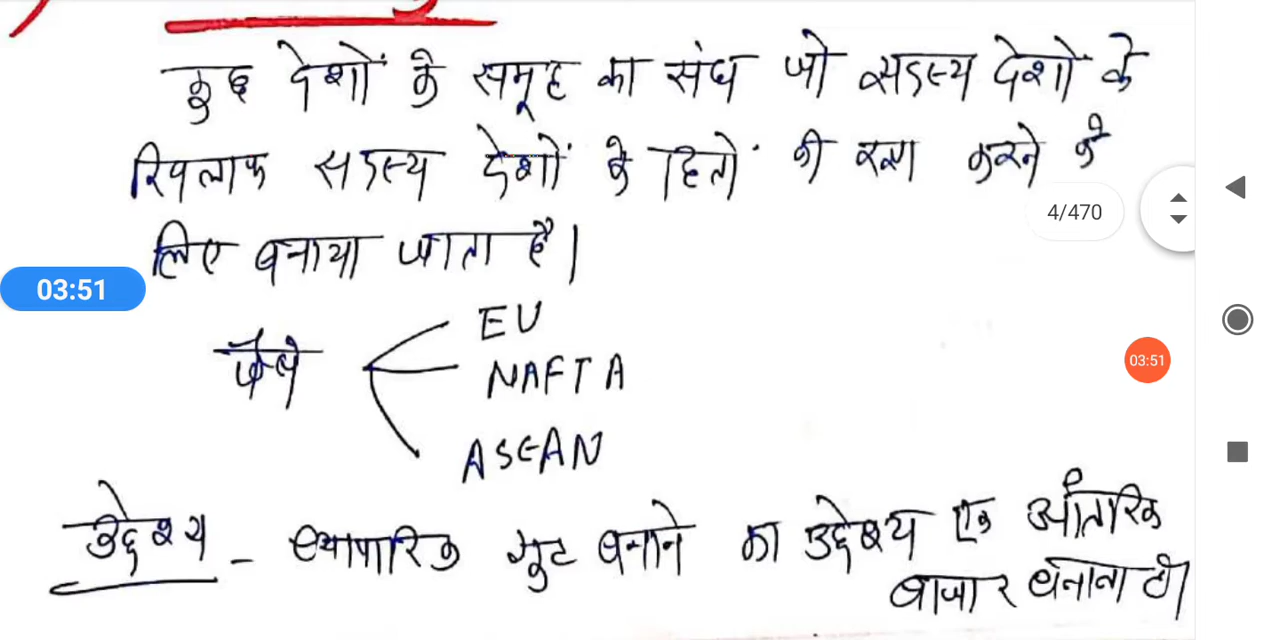 कुछ देशों के समूह का संघ जो सदस्य देशों के
खिलाफ सदस्य देशों के हितों की रक्षा करने के
4/470
लिए बनाया जाता है।
03:51
जैसे
EU
NAFTA
03:51
ASEAN
उद्देश्य - व्यापारिक गुट बनाने का उद्देश्य एक आंतरिक
बाजार बनाना है।